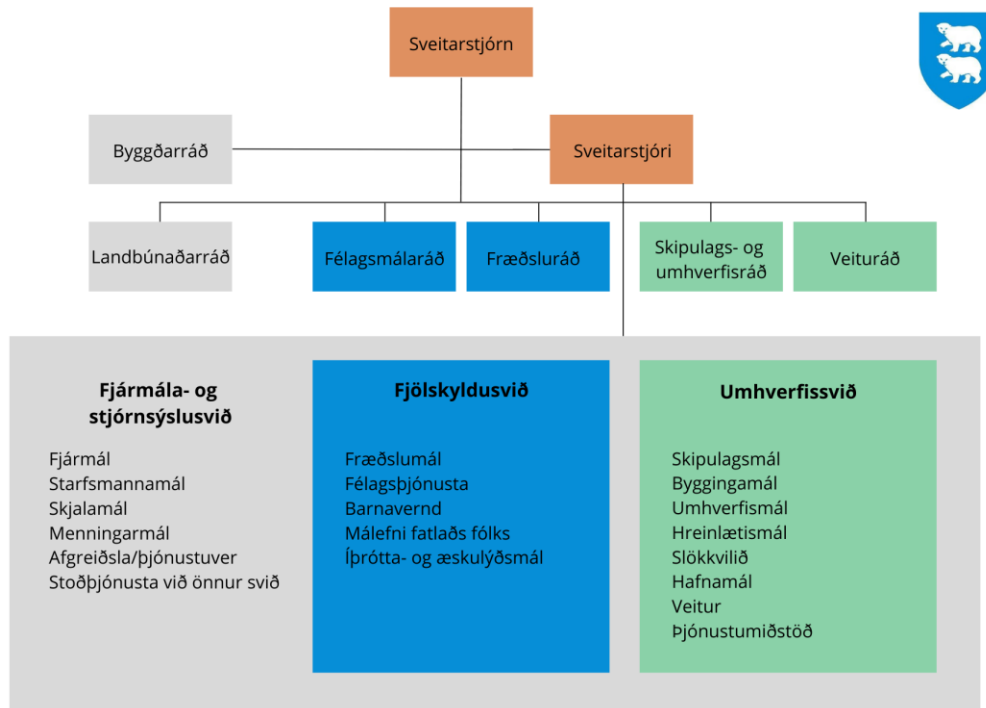 Sveitarstjórn
Byggðarráð
Sveitarstjóri
Landbúnaðarráð
Félagsmálaráð
Fræðsluráð
Skipulags- og
umhverfisráð
Veituráð
Fjármála- og
stjórnsýslusvið
Fjármál
Starfsmannamál
Skjalamál
Menningarmál
Afgreiðsla/þjónustuver
Stoðþjónusta við önnur svið
Fjölskyldusvið
Fræðslumál
Félagsþjónusta
Barnavernd
Málefni fatlaðs fólks
Íþrótta- og æskulýðsmál
Umhverfissvið
Skipulagsmál
Byggingamál
Umhverfismál
Hreinlætismál
Slökkvilið
Hafnamál
Veitur
Þjónustumiðstöð